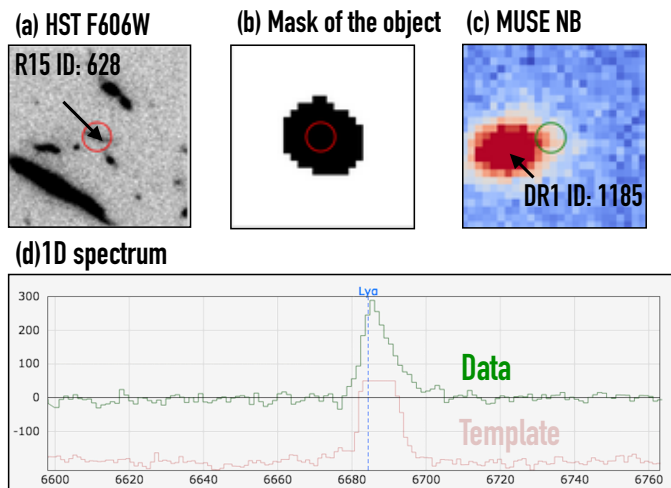 (a) HST F606W
(b) Mask of the object
(c) MUSE NB
R15 ID: 628
DR1 ID: 1185
(d)1D spectrum
Lya
300
200
100
0
-100
Data
Template
6600
6620
6640
6660
6680
6700
6720
6740
6760